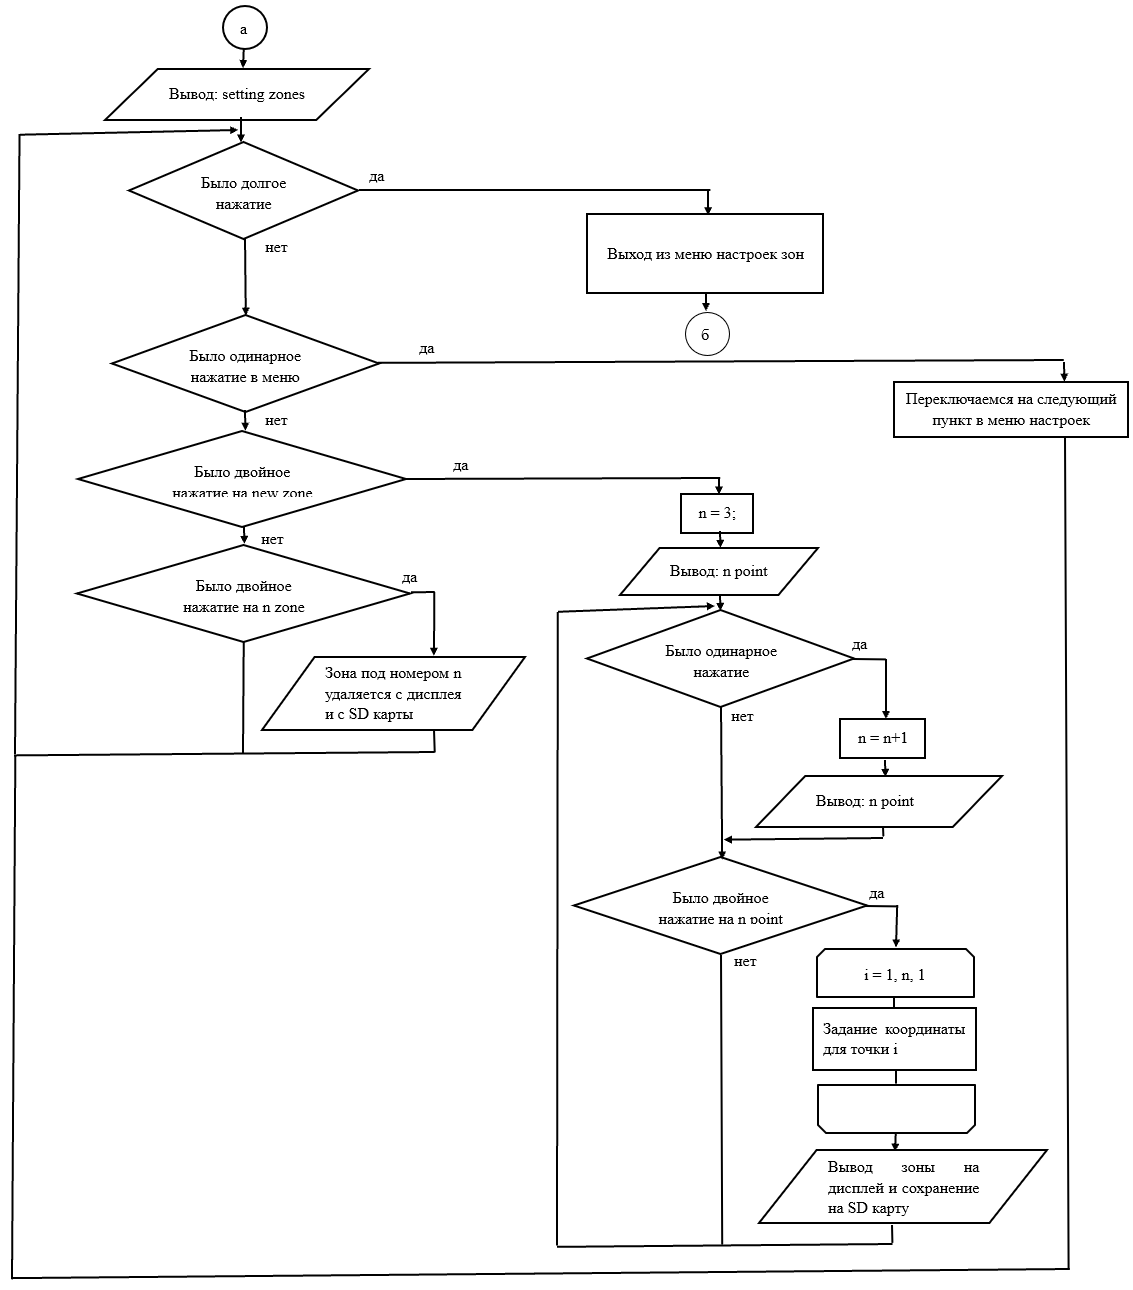 а
Вывод: setting zones
Было долгое
нажатие
да
нет
Выход из меню настроек зон
б
Было одинарное
нажатие в меню
да
нет
Переключаемся на следующий
пункт в меню настроек
Было двойное
нажатие на new zone
да
нет
n = 3;
Вывод: n point
Было двойное
нажатие на n zone
да
Зона под номером n
удаляется с дисплея
и с SD карты
Было одинарное
нажатие
да
нет
n = n+1
Вывод: n point
Было двойное
нажатие на n point
да
нет
i = 1, n, 1
Задание координаты
для точки i
Вывод зоны на
дисплей и сохранение
на SD карту